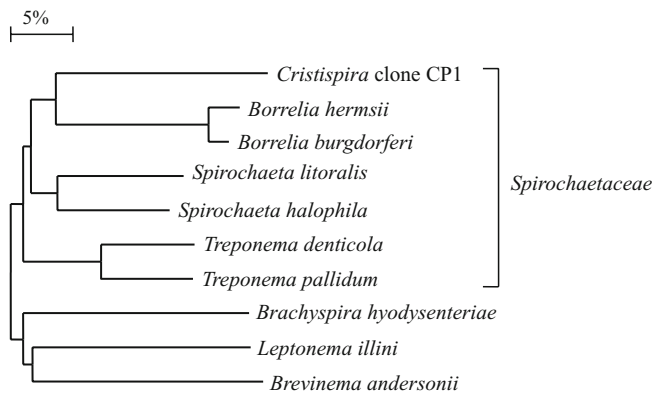 5%
Cristispira clone CP1
Borrelia hermsii
Borrelia burgdorferi
Spirochaeta litoralis
Spirochaetaceae
Spirochaeta halophila
Treponema denticola
Treponema pallidum
Brachyspira hyodysenteriae
Leptonema illini
Brevinema andersonii